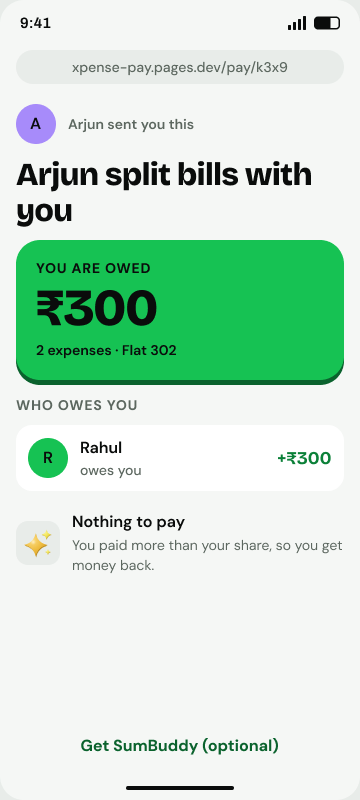 9:41
xpense-pay.pages.dev/pay/k3x9
A
Arjun sent you this
Arjun split bills with
you
YOU ARE OWED
₹300
2 expenses · Flat 302
WHO OWES YOU
R
Rahul
owes you
+₹300
Nothing to pay
You paid more than your share, so you get
money back.
Get SumBuddy (optional)